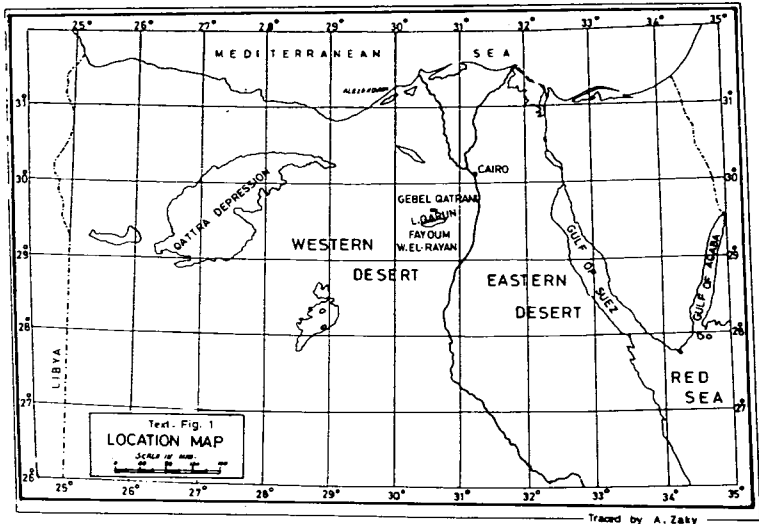 25° 26° 27° 28° 29° 30° 31° 32° 33° 34° 35°
MEDITERRANEAN SEA
31° 31°
30° CAIRO 30°
GEBEL QATRANI
QATTRA DEPRESSION
L. QARUN
FAYOUM
W. EL-RAYAN
29° 29°
WESTERN DESERT
EASTERN DESERT
GULF OF SUEZ
GULF OF AQABA
28° 28°
LIBYA
RED SEA
27° 27°
Text- Fig. 1
LOCATION MAP
26° 26°
25° 26° 27° 28° 29° 30° 31° 32° 33° 34° 35°
Traced by A. Zaky